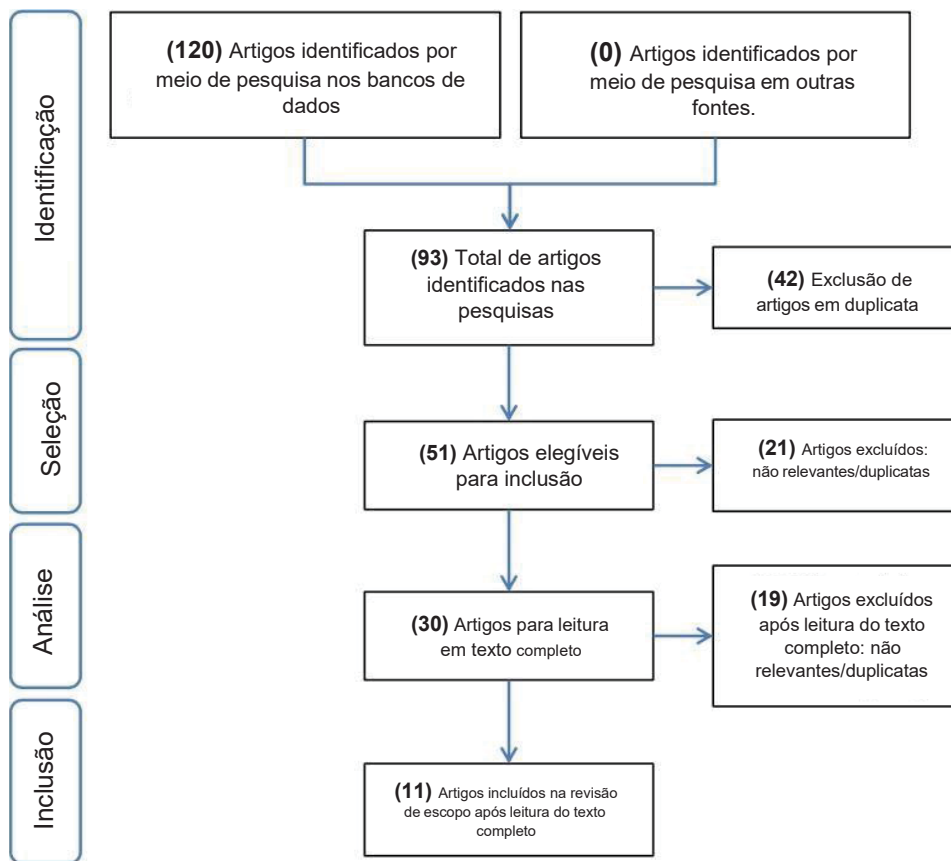 Identificação
(120) Artigos identificados por
meio de pesquisa nos bancos de
dados
(0) Artigos identificados por
meio de pesquisa em outras
fontes.
(93) Total de artigos
identificados nas
pesquisas
(42) Exclusão de
artigos em duplicata
Seleção
(51) Artigos elegíveis
para inclusão
(21) Artigos excluídos:
não relevantes/duplicatas
Análise
(30) Artigos para leitura
em texto completo
(19) Artigos excluídos
após leitura do texto
completo: não
relevantes/duplicatas
Inclusão
(11) Artigos incluídos na revisão
de escopo após leitura do texto
completo